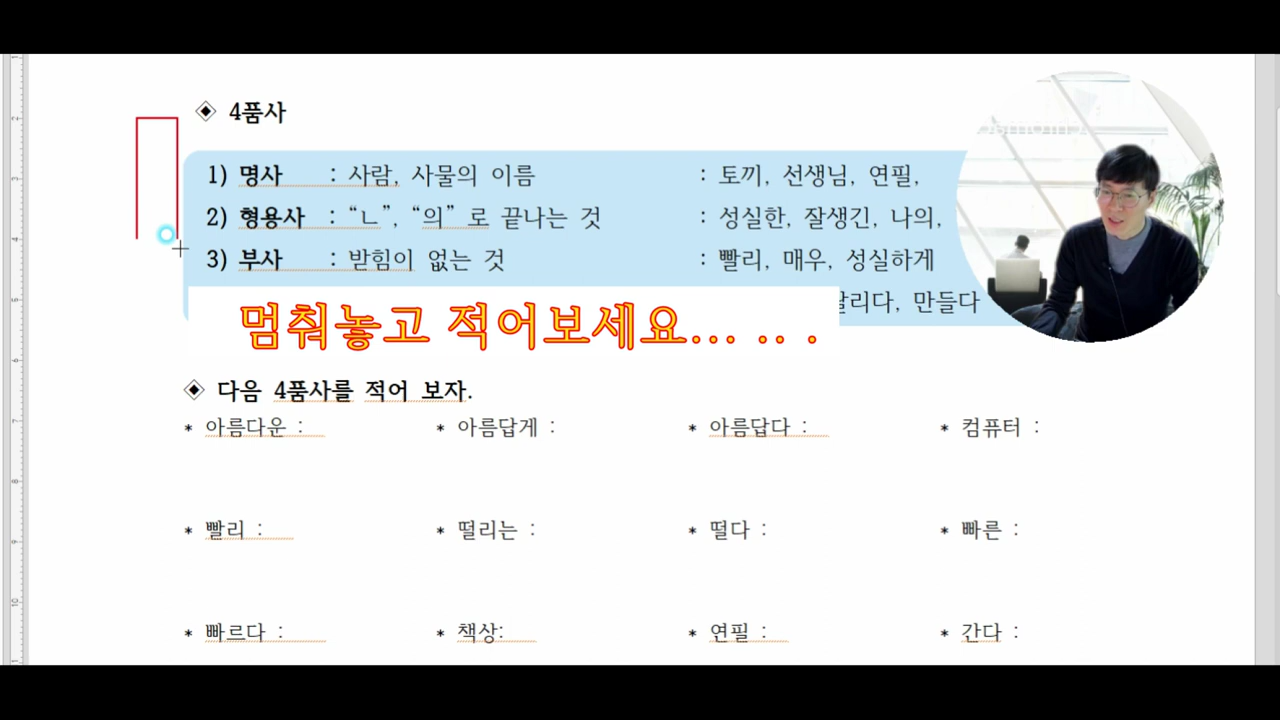 ◈ 4품사
1) 명사 : 사람, 사물의 이름 : 토끼, 선생님, 연필,
2) 형용사 : “ㄴ”, “의” 로 끝나는 것 : 성실한, 잘생긴, 나의,
3) 부사 : 받침이 없는 것 : 빨리, 매우, 성실하게
달리다, 만들다
멈춰놓고 적어보세요... .. .
◈ 다음 4품사를 적어 보자.
* 아름다운 : * 아름답게 : * 아름답다 : * 컴퓨터 :
* 빨리 : * 떨리는 : * 떨다 : * 빠른 :
* 빠르다 : * 책상: * 연필 : * 간다 :